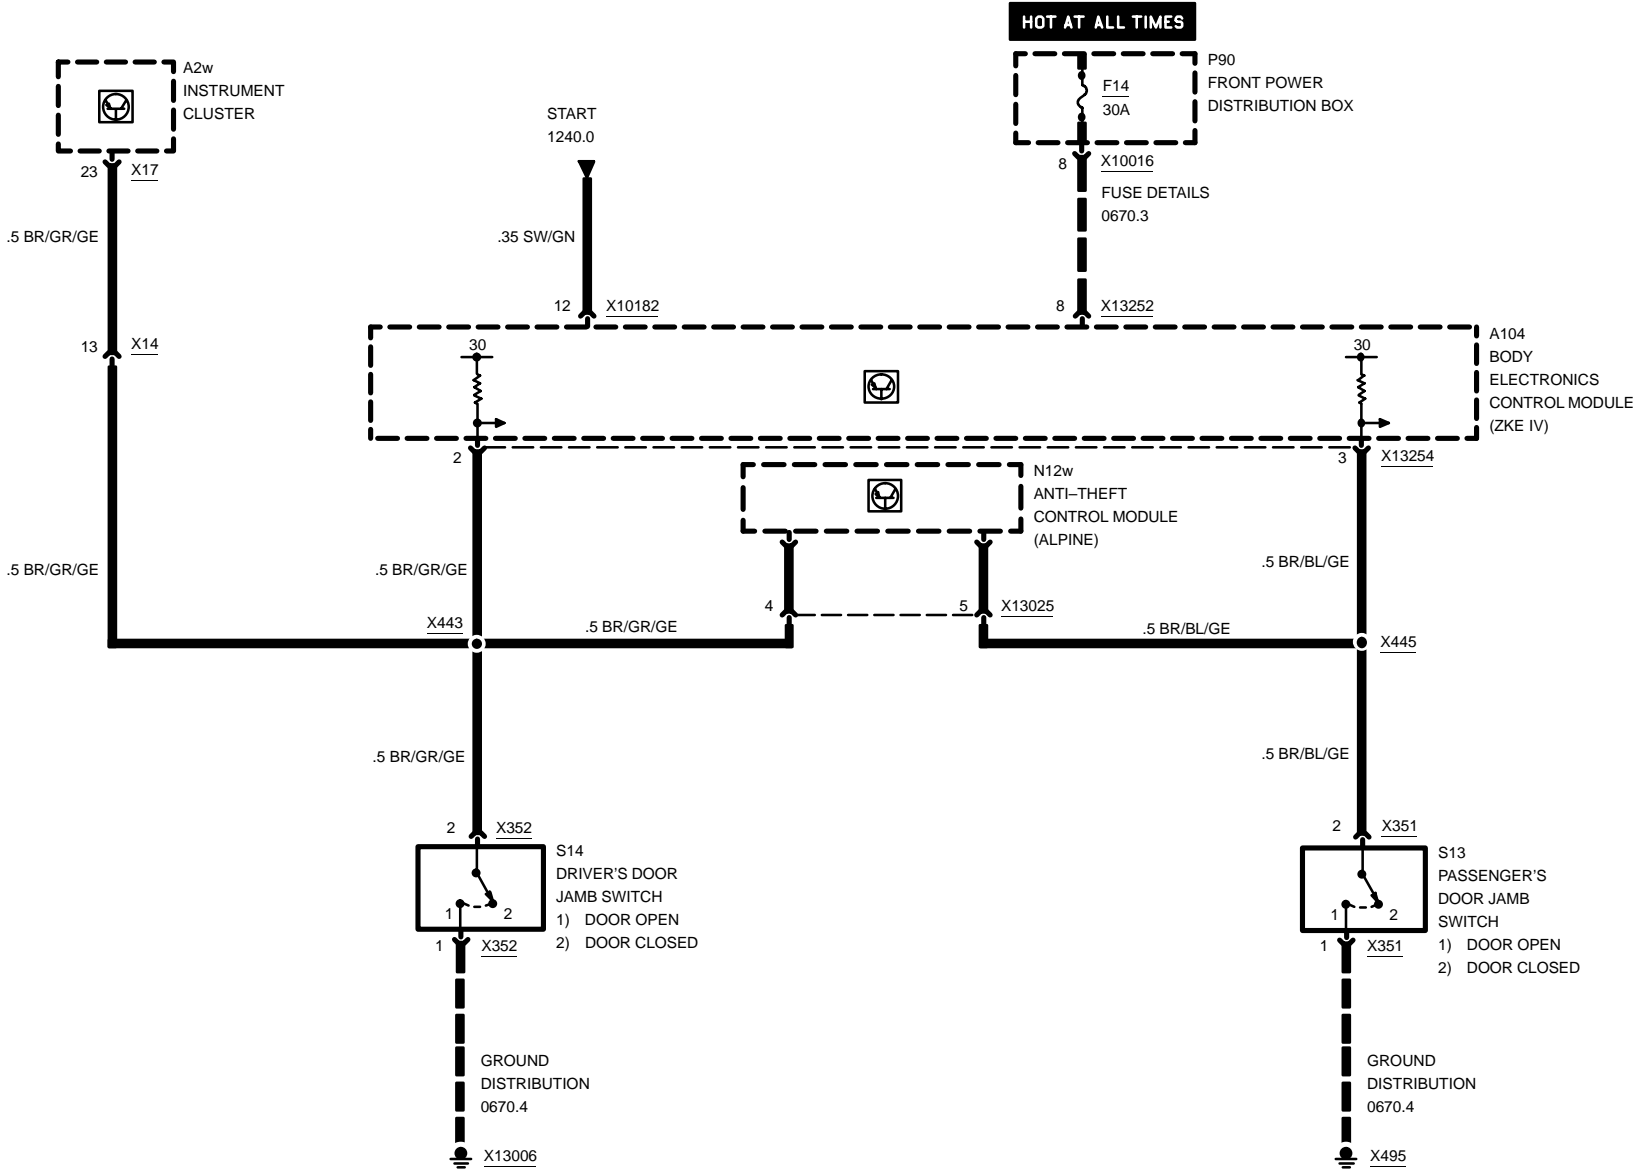 HOT AT ALL TIMES
A2w
INSTRUMENT
CLUSTER
23
X17
.5 BR/GR/GE
13
X14
.5 BR/GR/GE
START
1240.0
.35 SW/GN
12
X10182
P90
FRONT POWER
DISTRIBUTION BOX
F14
30A
8
X10016
FUSE DETAILS
0670.3
8
X13252
30
30
A104
BODY
ELECTRONICS
CONTROL MODULE
(ZKE IV)
2
3
X13254
N12w
ANTI–THEFT
CONTROL MODULE
(ALPINE)
.5 BR/GR/GE
.5 BR/BL/GE
4
5
X13025
X443
.5 BR/GR/GE
.5 BR/BL/GE
X445
.5 BR/GR/GE
.5 BR/BL/GE
2
X352
S14
DRIVER'S DOOR
JAMB SWITCH
1) DOOR OPEN
2) DOOR CLOSED
1
2
1
X352
GROUND
DISTRIBUTION
0670.4
X13006
2
X351
S13
PASSENGER'S
DOOR JAMB
SWITCH
1) DOOR OPEN
2) DOOR CLOSED
1
2
1
X351
GROUND
DISTRIBUTION
0670.4
X495